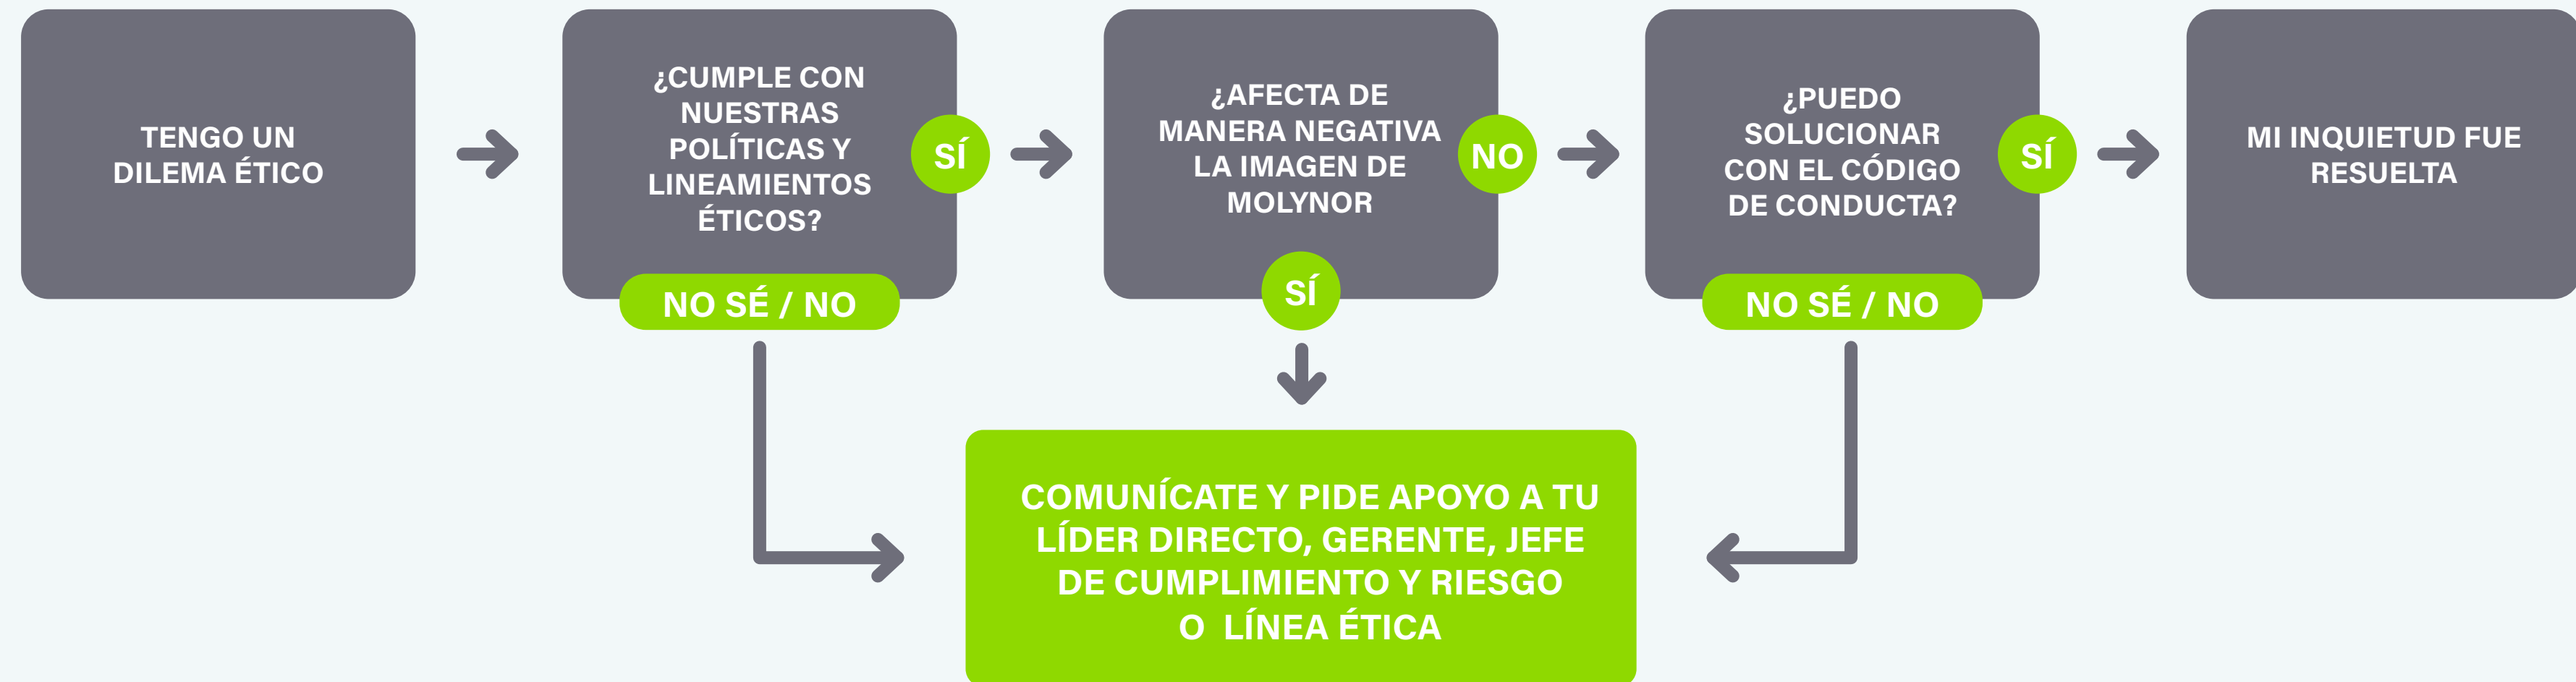 TENGO UN
DILEMA ÉTICO
¿CUMPLE CON
NUESTRAS
POLÍTICAS Y
LINEAMIENTOS
ÉTICOS?
SÍ
NO SÉ / NO
¿AFECTA DE
MANERA NEGATIVA
LA IMAGEN DE
MOLYNOR
NO
SÍ
¿PUEDO
SOLUCIONAR
CON EL CÓDIGO
DE CONDUCTA?
SÍ
NO SÉ / NO
MI INQUIETUD FUE
RESUELTA
COMUNÍCATE Y PIDE APOYO A TU
LÍDER DIRECTO, GERENTE, JEFE
DE CUMPLIMIENTO Y RIESGO
O LÍNEA ÉTICA